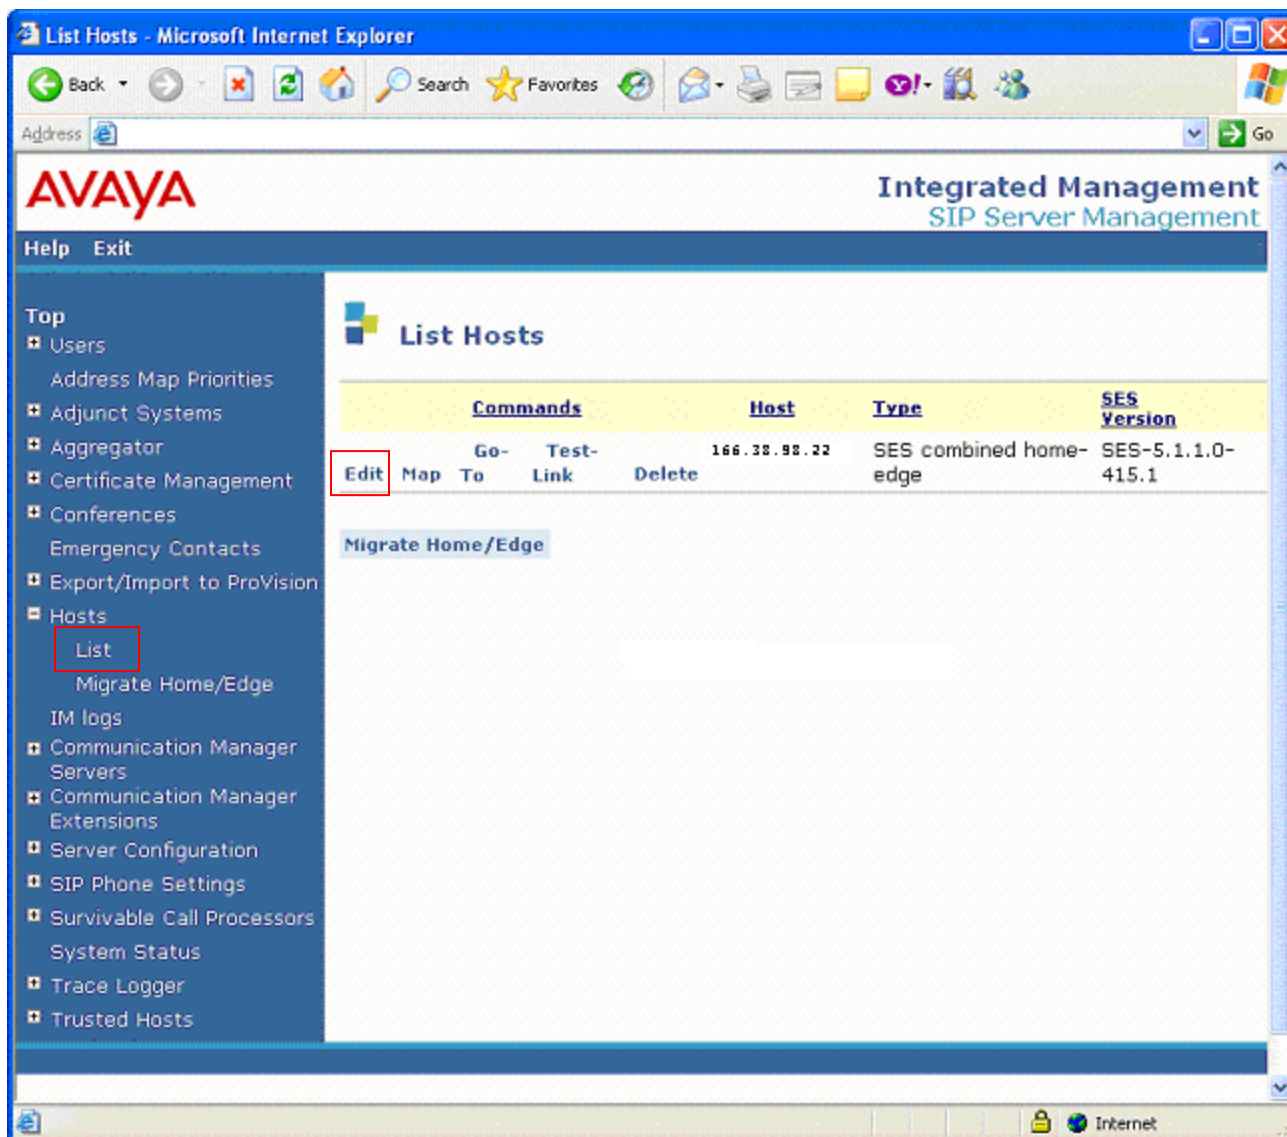 List Hosts - Microsoft Internet Explorer
Back Search Favorites
Address Go
AVAYA
Integrated Management
SIP Server Management
Help Exit
Top
Users
Address Map Priorities
Adjunct Systems
Aggregator
Certificate Management
Conferences
Emergency Contacts
Export/Import to ProVision
Hosts
List
Migrate Home/Edge
IM logs
Communication Manager
Servers
Communication Manager
Extensions
Server Configuration
SIP Phone Settings
Survivable Call Processors
System Status
Trace Logger
Trusted Hosts
List Hosts
Commands Host Type SES
Version
Go- Test- 166.38.98.22 SES combined home- SES-5.1.1.0-
Edit Map To Link Delete edge 415.1
Migrate Home/Edge
Internet